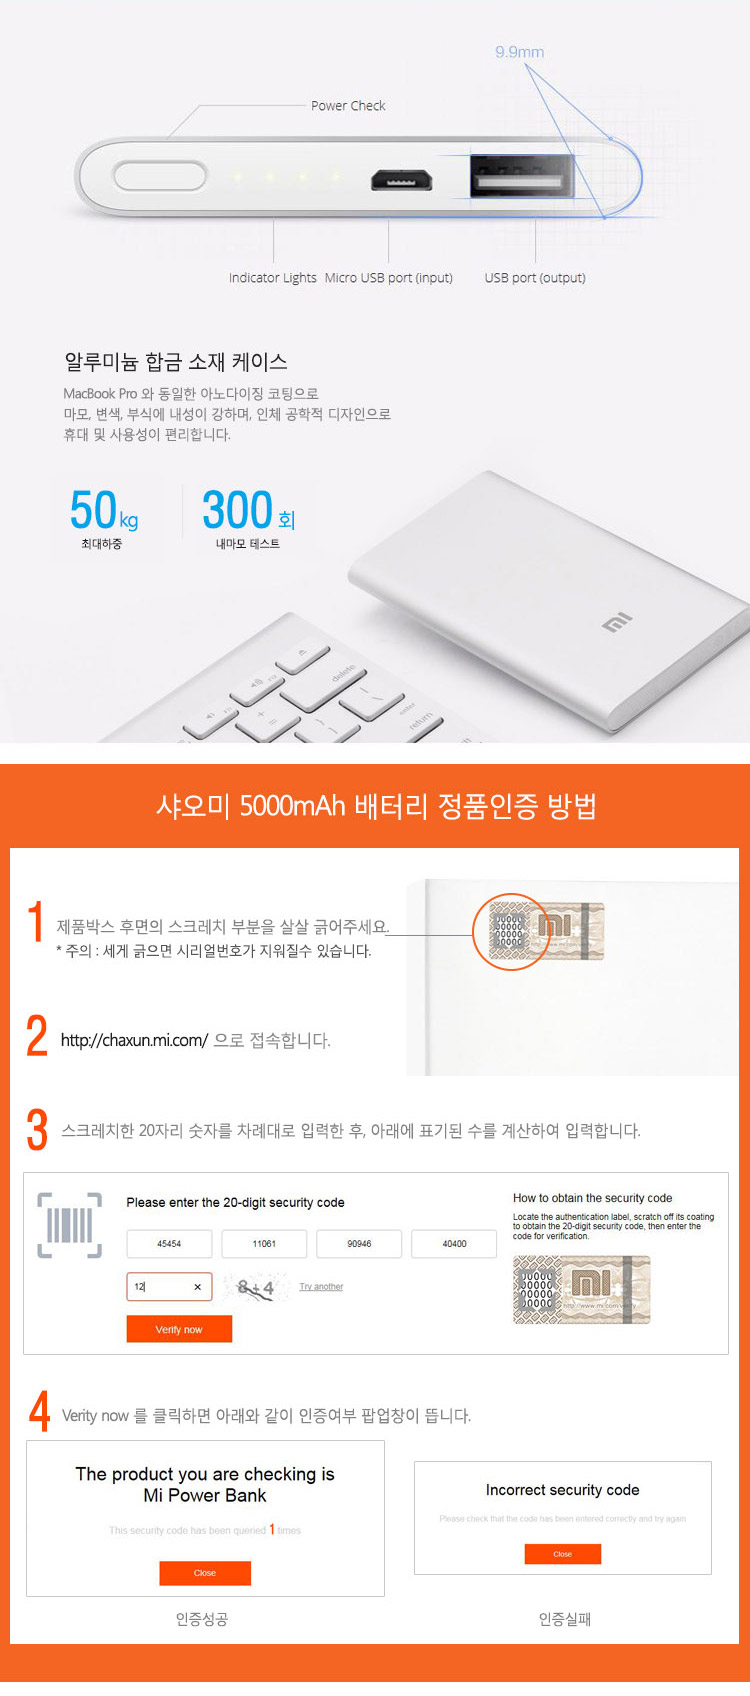 9.9mm
Power Check
Indicator Lights Micro USB port (input) USB port (output)
알루미늄 합금 소재 케이스
MacBook Pro 와 동일한 아노다이징 코팅으로
마모, 변색, 부식에 내성이 강하며, 인체 공학적 디자인으로
휴대 및 사용성이 편리합니다.
50kg
최대하중
300회
내마모 테스트
delete
enter
return
MI
샤오미 5000mAh 배터리 정품인증 방법
1 제품박스 후면의 스크레치 부분을 살살 긁어주세요.
* 주의 : 세게 긁으면 시리얼번호가 지워질수 있습니다.
MI
2 http://chaxun.mi.com/ 으로 접속합니다.
3 스크레치한 20자리 숫자를 차례대로 입력한 후, 아래에 표기된 수를 계산하여 입력합니다.
Please enter the 20-digit security code
45454 11061 90946 40400
12 × 8+4 Try another
Verify now
How to obtain the security code
Locate the authentication label, scratch off its coating
to obtain the 20-digit security code, then enter the
code for verification.
MI
http://www.mi.com/verify
4 Verity now 를 클릭하면 아래와 같이 인증여부 팝업창이 뜹니다.
The product you are checking is
Mi Power Bank
This security code has been queried 1 times
Close
인증성공
Incorrect security code
Please check that the code has been entered correctly and try again
Close
인증실패